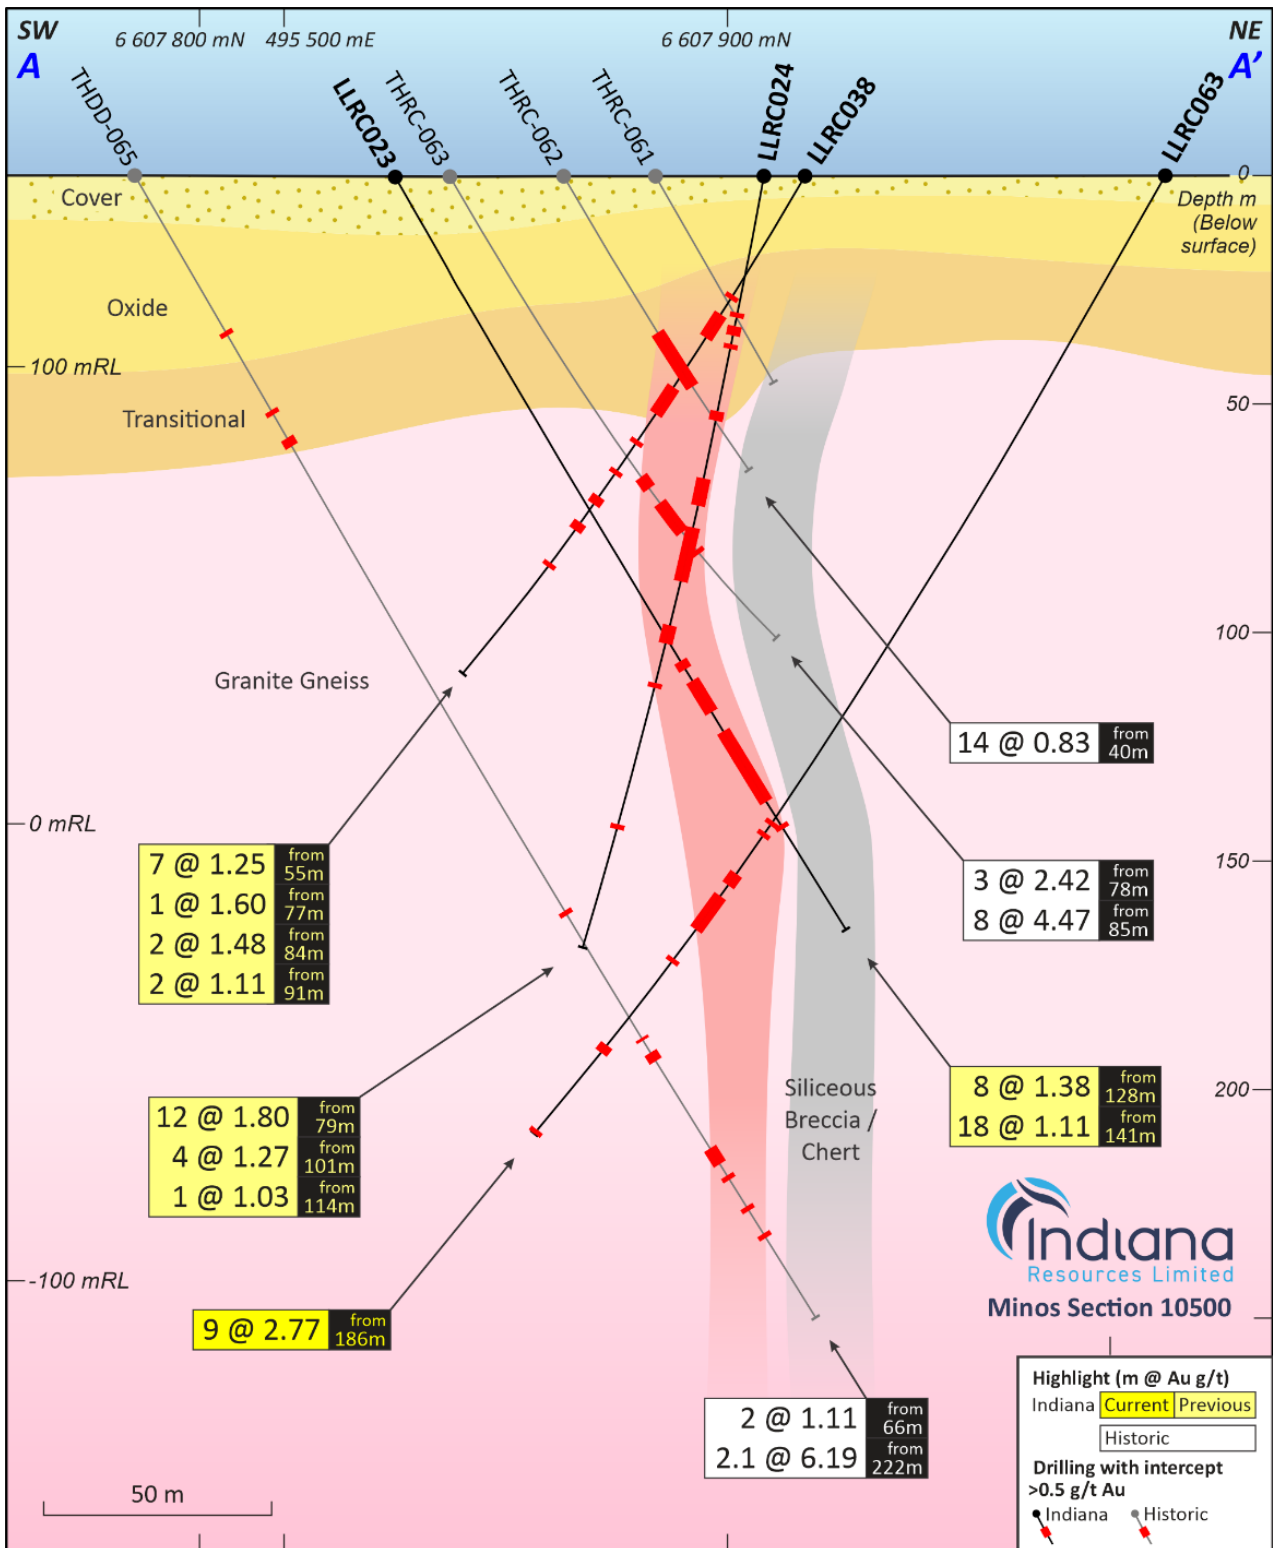 SW
NE
A
A’
6 607 800 mN
495 500 mE
6 607 900 mN
THDD-065
LLRC023
THRC-063
THRC-062
THRC-061
LLRC024
LLRC038
LLRC063
0
Depth m
(Below
surface)
Cover
Oxide
100 mRL
50
Transitional
100
Granite Gneiss
14 @ 0.83 from 40m
0 mRL
150
7 @ 1.25 from 55m
1 @ 1.60 from 77m
2 @ 1.48 from 84m
2 @ 1.11 from 91m
3 @ 2.42 from 78m
8 @ 4.47 from 85m
8 @ 1.38 from 128m
18 @ 1.11 from 141m
Siliceous
Breccia /
Chert
200
12 @ 1.80 from 79m
4 @ 1.27 from 101m
1 @ 1.03 from 114m
-100 mRL
9 @ 2.77 from 186m
Indiana
Resources Limited
Minos Section 10500
2 @ 1.11 from 66m
2.1 @ 6.19 from 222m
50 m
Highlight (m @ Au g/t)
Indiana Current Previous
Historic
Drilling with intercept
>0.5 g/t Au
Indiana Historic